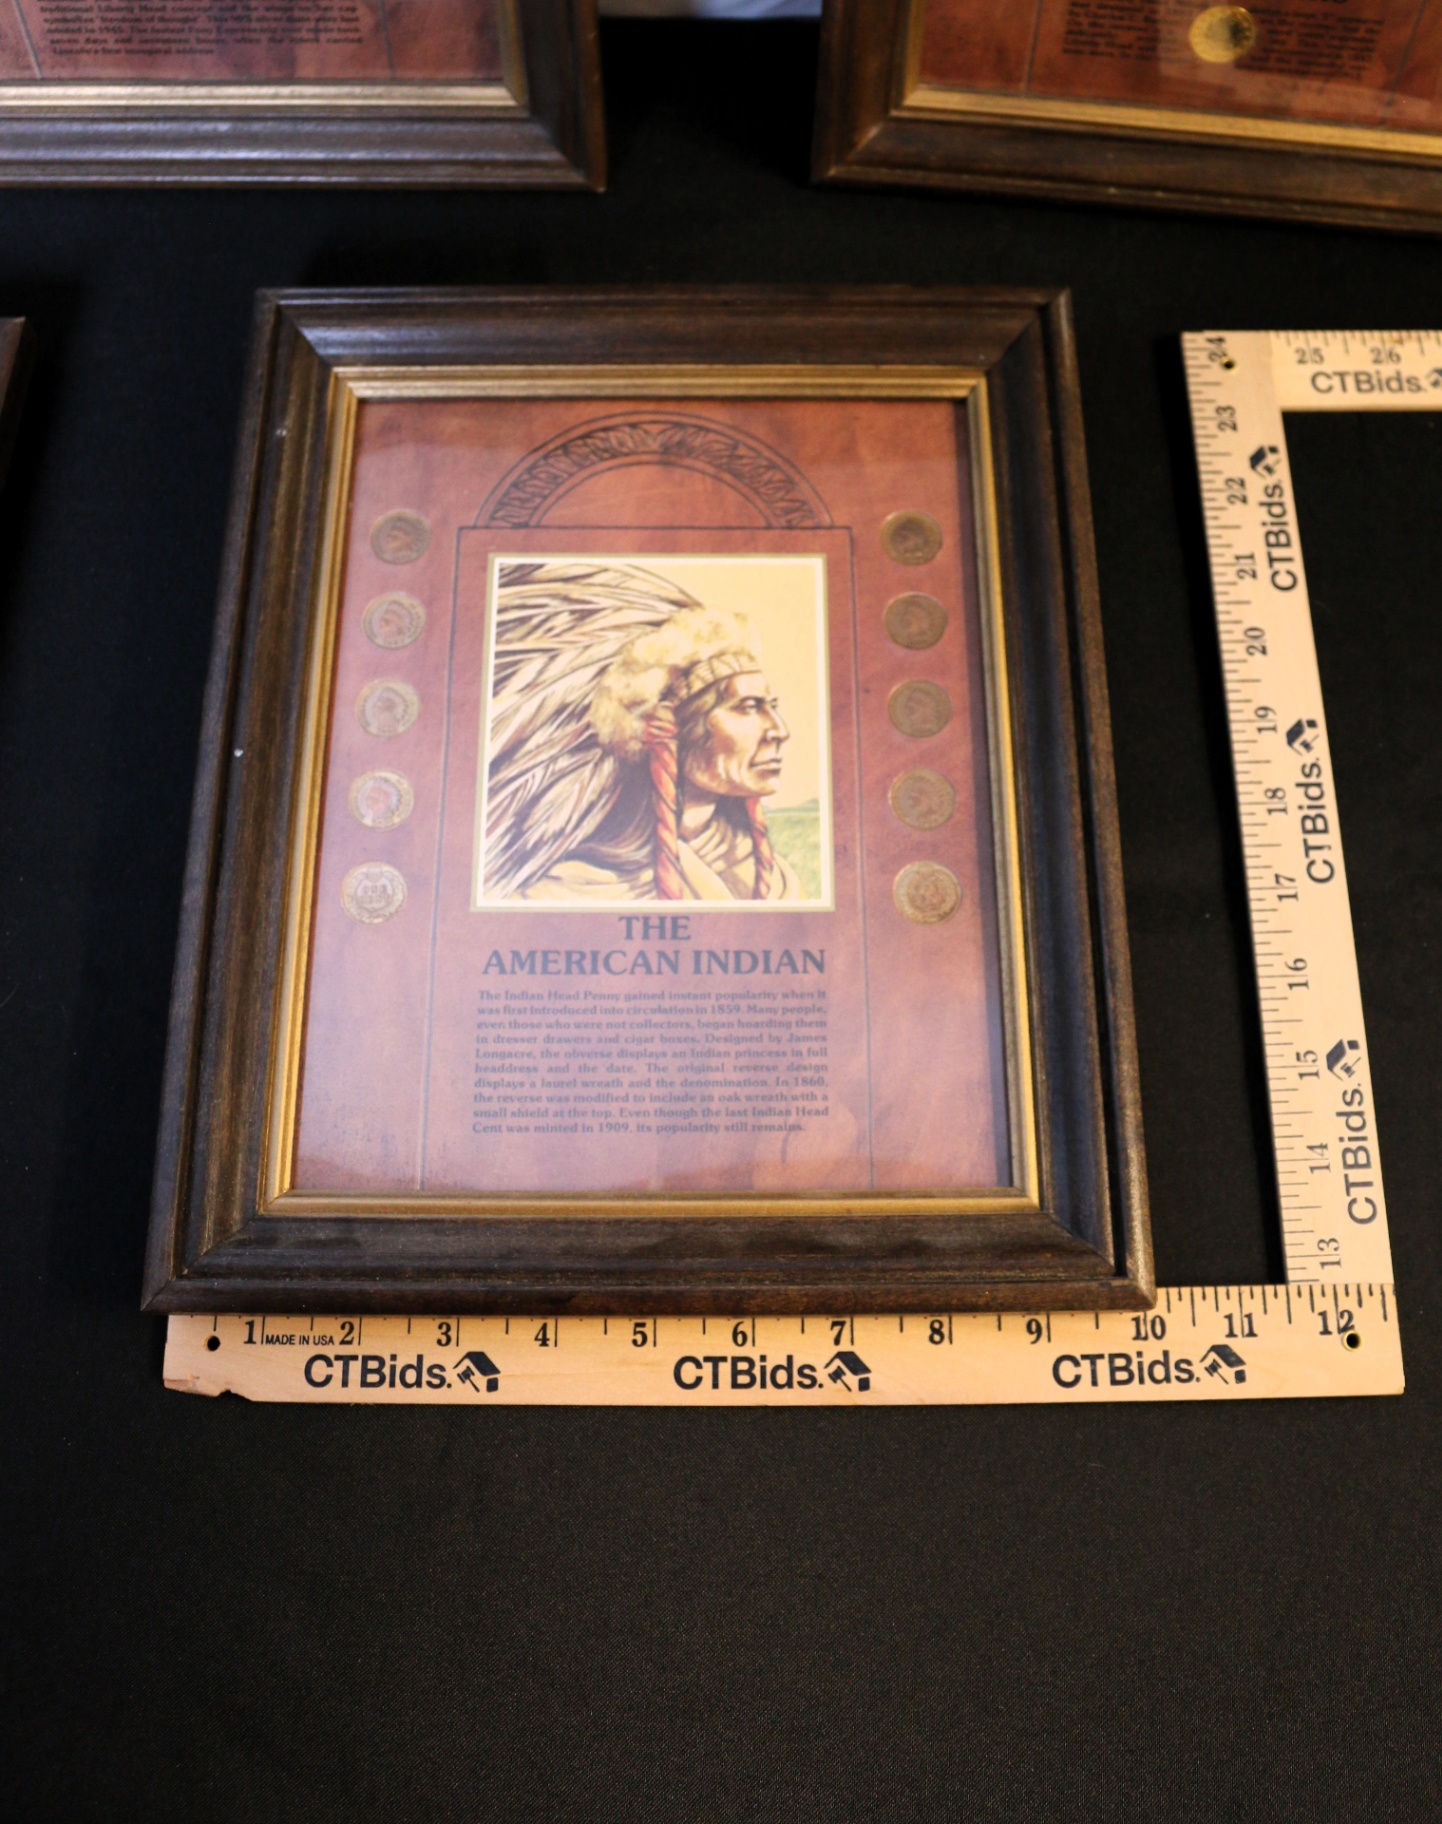 THE
AMERICAN INDIAN
The Indian Head Penny gained instant popularity when it
was first introduced into circulation in 1859. Many people,
even those who were not collectors, began hoarding them
in dresser drawers and cigar boxes. Designed by James
Longacre, the obverse displays an Indian princess in full
headdress and the date. The original reverse design
displays a laurel wreath and the denomination. In 1860,
the reverse was modified to include an oak wreath with a
small shield at the top. Even though the last Indian Head
Cent was minted in 1909, its popularity still remains.
24 25 26
CTBids.
23
22
CTBids.
21
20
19
CTBids.
18
17
16
15
CTBids.
14
13
1 MADE IN USA 2 3 4 5 6 7 8 9 10 11 12
CTBids. CTBids. CTBids.